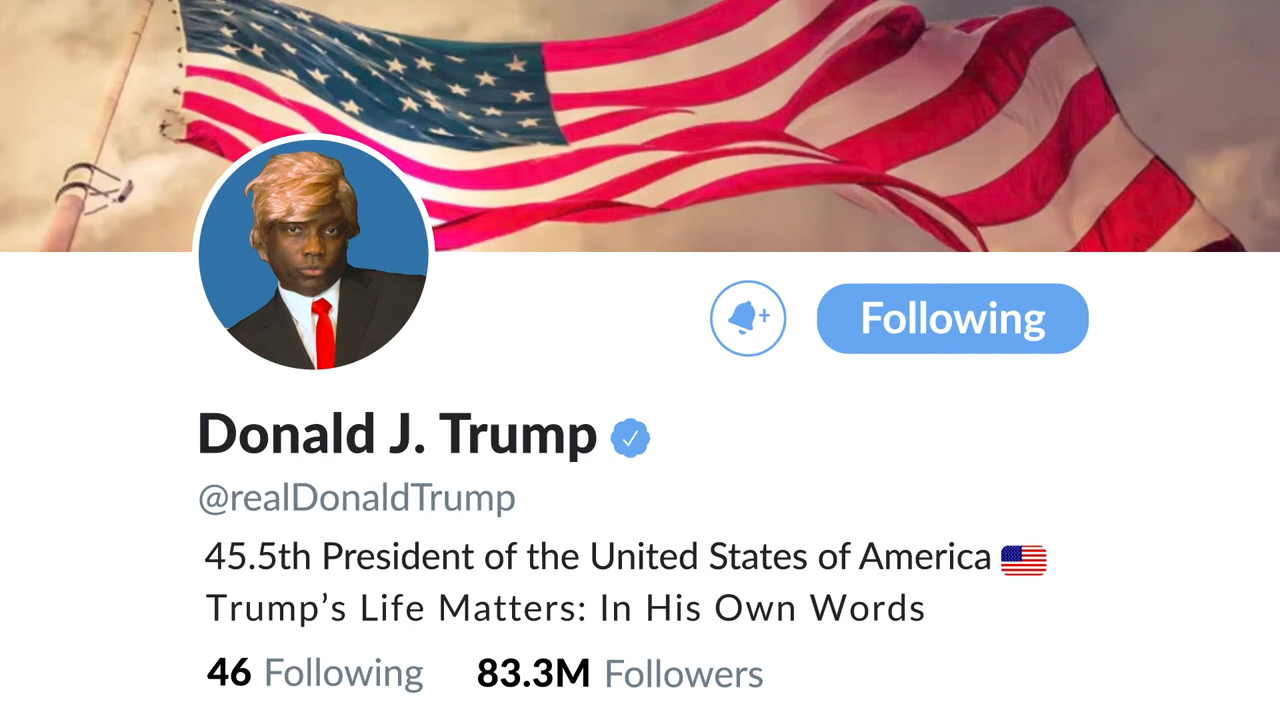 Following
Donald J. Trump
@realDonaldTrump
45.5th President of the United States of America
Trump’s Life Matters: In His Own Words
46 Following 83.3M Followers